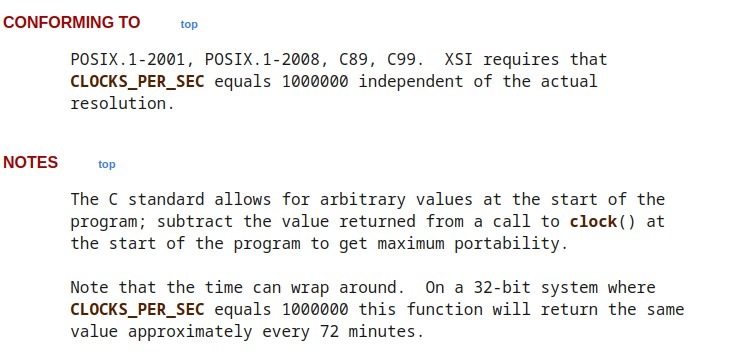 CONFORMING TO top
POSIX.1-2001, POSIX.1-2008, C89, C99.  XSI requires that
CLOCKS_PER_SEC equals 1000000 independent of the actual
resolution.
NOTES top
The C standard allows for arbitrary values at the start of the
program; subtract the value returned from a call to clock() at
the start of the program to get maximum portability.
Note that the time can wrap around.  On a 32-bit system where
CLOCKS_PER_SEC equals 1000000 this function will return the same
value approximately every 72 minutes.